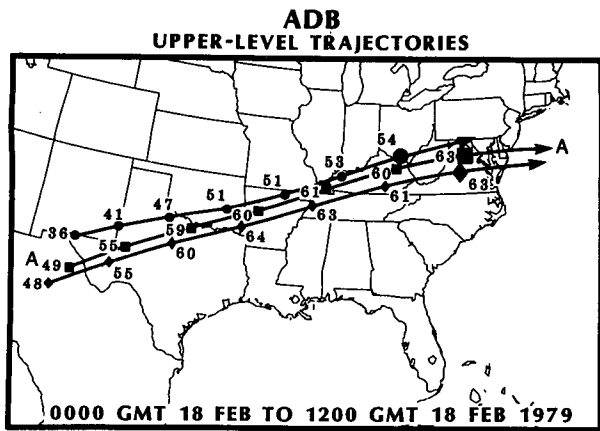 ADB
UPPER-LEVEL TRAJECTORIES
54 A
53 63
60
51 61 63
51 61
47 60 63
41 59 64
36 55 60
A 49 55
48
0000 GMT 18 FEB TO 1200 GMT 18 FEB 1979